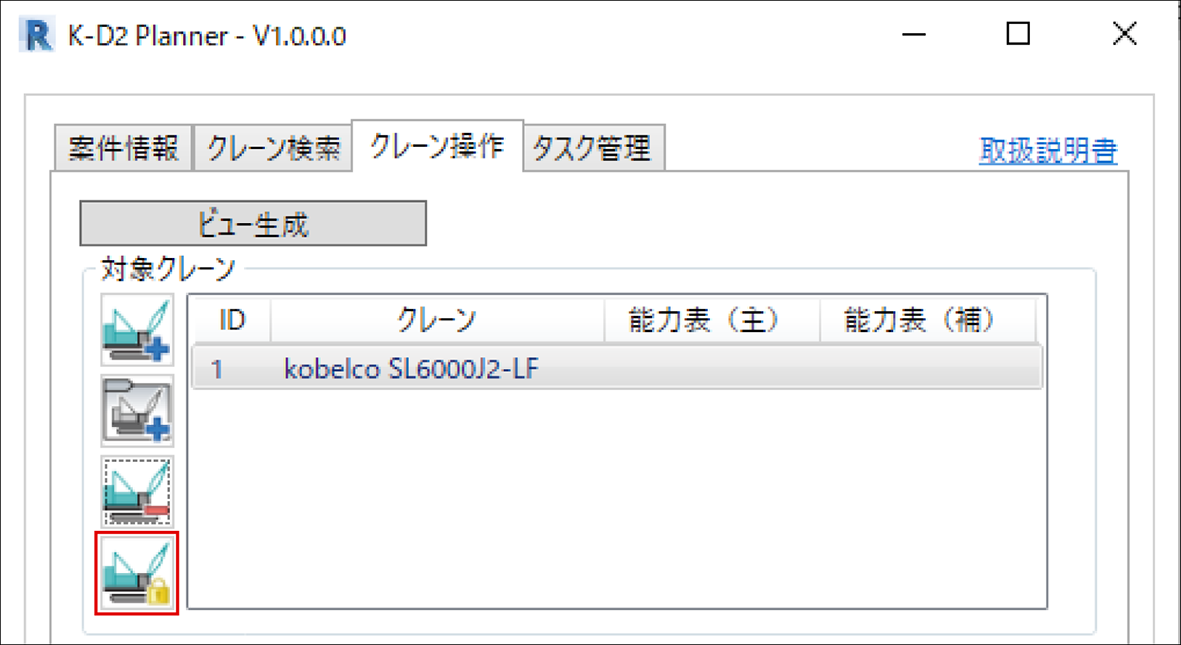 K-D2 Planner - V1.0.0.0
案件情報 クレーン検索 クレーン操作 タスク管理 取扱説明書
ビュー生成
対象クレーン
ID クレーン 能力表（主） 能力表（補）
1 kobelco SL6000J2-LF